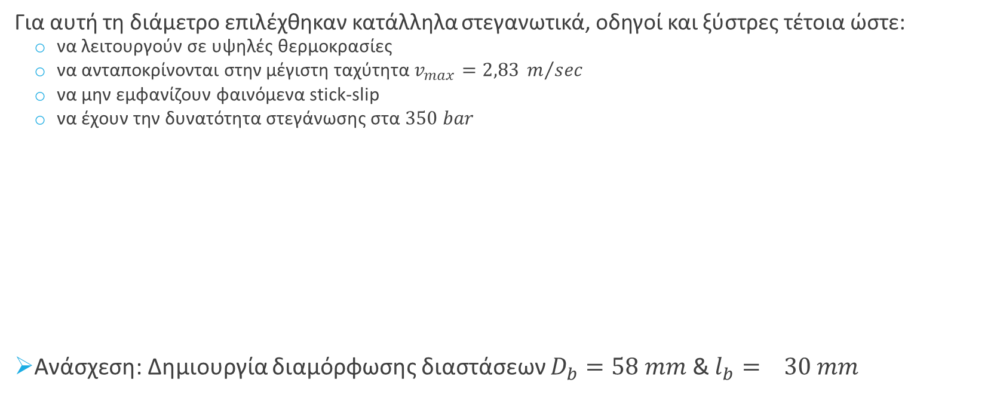 Για αυτή τη διάμετρο επιλέχθηκαν κατάλληλα στεγανωτικά, οδηγοί και ξύστρες τέτοια ώστε:
o να λειτουργούν σε υψηλές θερμοκρασίες
o να ανταποκρίνονται στην μέγιστη ταχύτητα v_max = 2,83 m/sec
o να μην εμφανίζουν φαινόμενα stick-slip
o να έχουν την δυνατότητα στεγάνωσης στα 350 bar
➢Ανάσχεση: Δημιουργία διαμόρφωσης διαστάσεων D_b = 58 mm & l_b = 30 mm